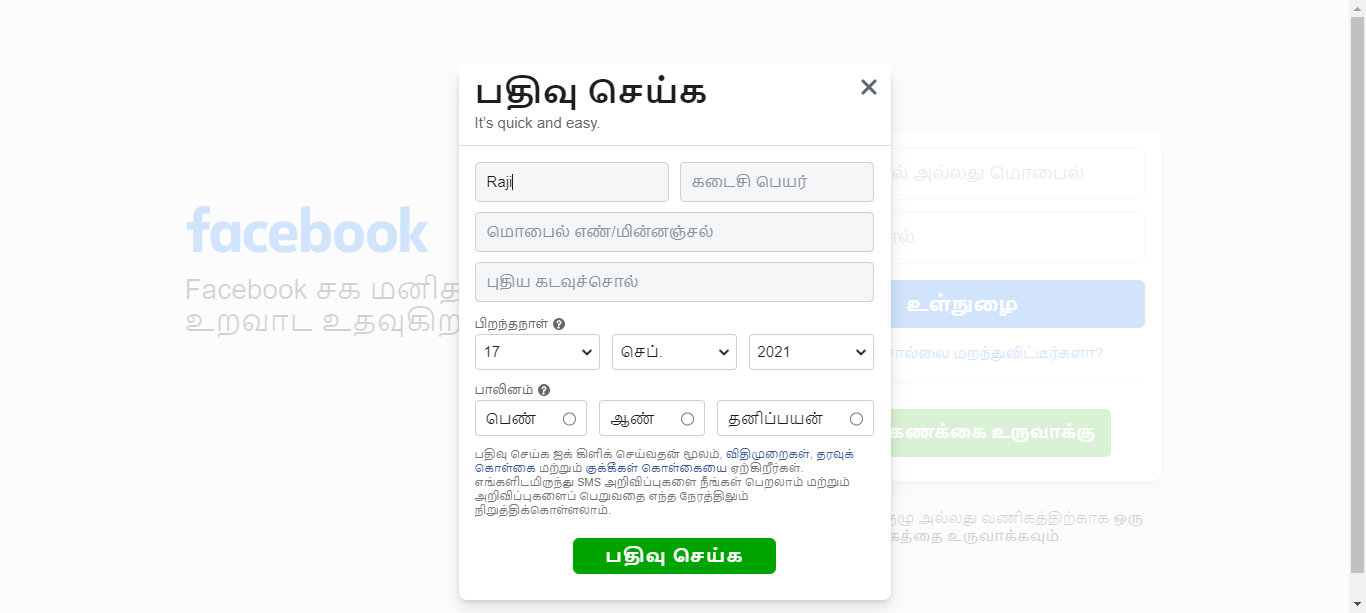 பதிவு செய்க
It's quick and easy.
Raji
கடைசி பெயர்
மொபைல் எண்/மின்னஞ்சல்
புதிய கடவுச்சொல்
பிறந்தநாள்
17 செப். 2021
பாலினம்
பெண் ஆண் தனிப்பயன்
பதிவு செய்க ஐக் கிளிக் செய்வதன் மூலம், விதிமுறைகள், தரவுக்
கொள்கை மற்றும் குக்கீகள் கொள்கையை ஏற்கிறீர்கள்.
எங்களிடமிருந்து SMS அறிவிப்புகளை நீங்கள் பெறலாம் மற்றும்
அறிவிப்புகளைப் பெறுவதை எந்த நேரத்திலும்
நிறுத்திக்கொள்ளலாம்.
பதிவு செய்க
facebook
Facebook சக மனித
உறவாட உதவுகிற
அல்லது மொபைல்
உள்நுழை
மறந்துவிட்டீர்களா?
கணக்கை உருவாக்கு
அல்லது வணிகத்திற்காக ஒரு
உருவாக்கவும்.